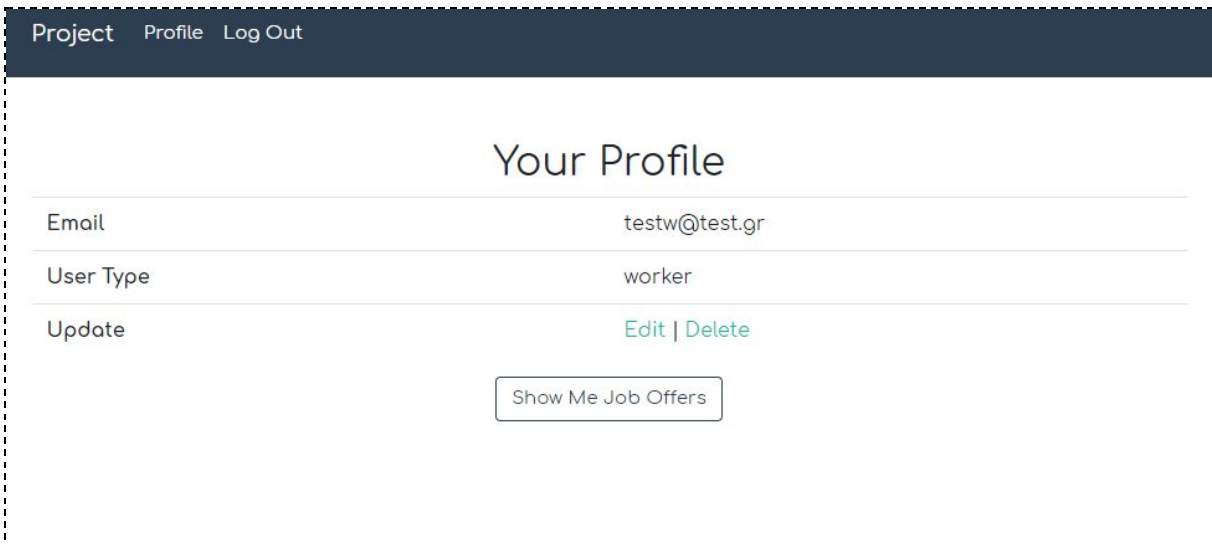 Project Profile Log Out
Your Profile
Email testw@test.gr
User Type worker
Update Edit | Delete
Show Me Job Offers